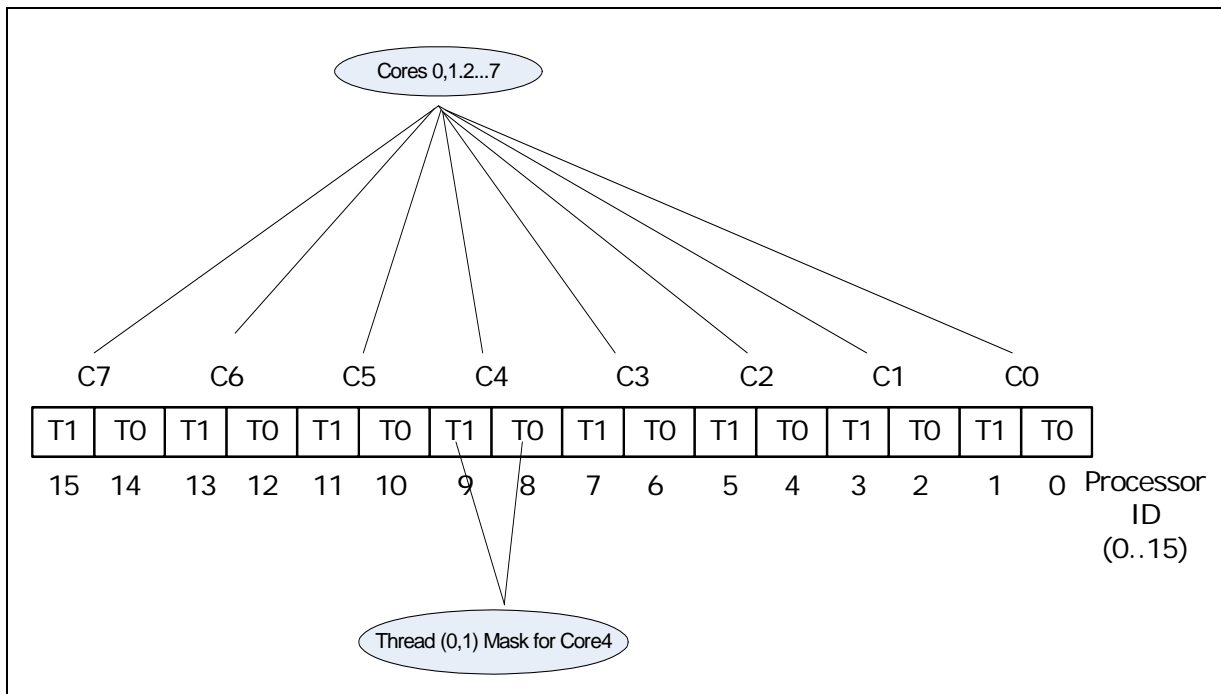 Cores 0,1.2...7
C7 C6 C5 C4 C3 C2 C1 C0
T1 T0 T1 T0 T1 T0 T1 T0 T1 T0 T1 T0 T1 T0 T1 T0
15 14 13 12 11 10 9 8 7 6 5 4 3 2 1 0 Processor
ID
(0..15)
Thread (0,1) Mask for Core4